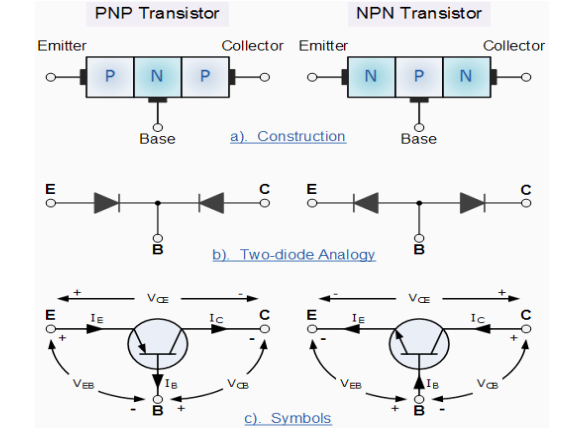 PNP Transistor NPN Transistor
Emitter Collector Emitter Collector
P N P N P N
Base Base
a). Construction
E C E C
B B
b). Two-diode Analogy
+ VCE - - VCE +
E IE IC C E IE IC C
+ - - +
VEB IB VCB VEB IB VCB
- B + + B -
c). Symbols